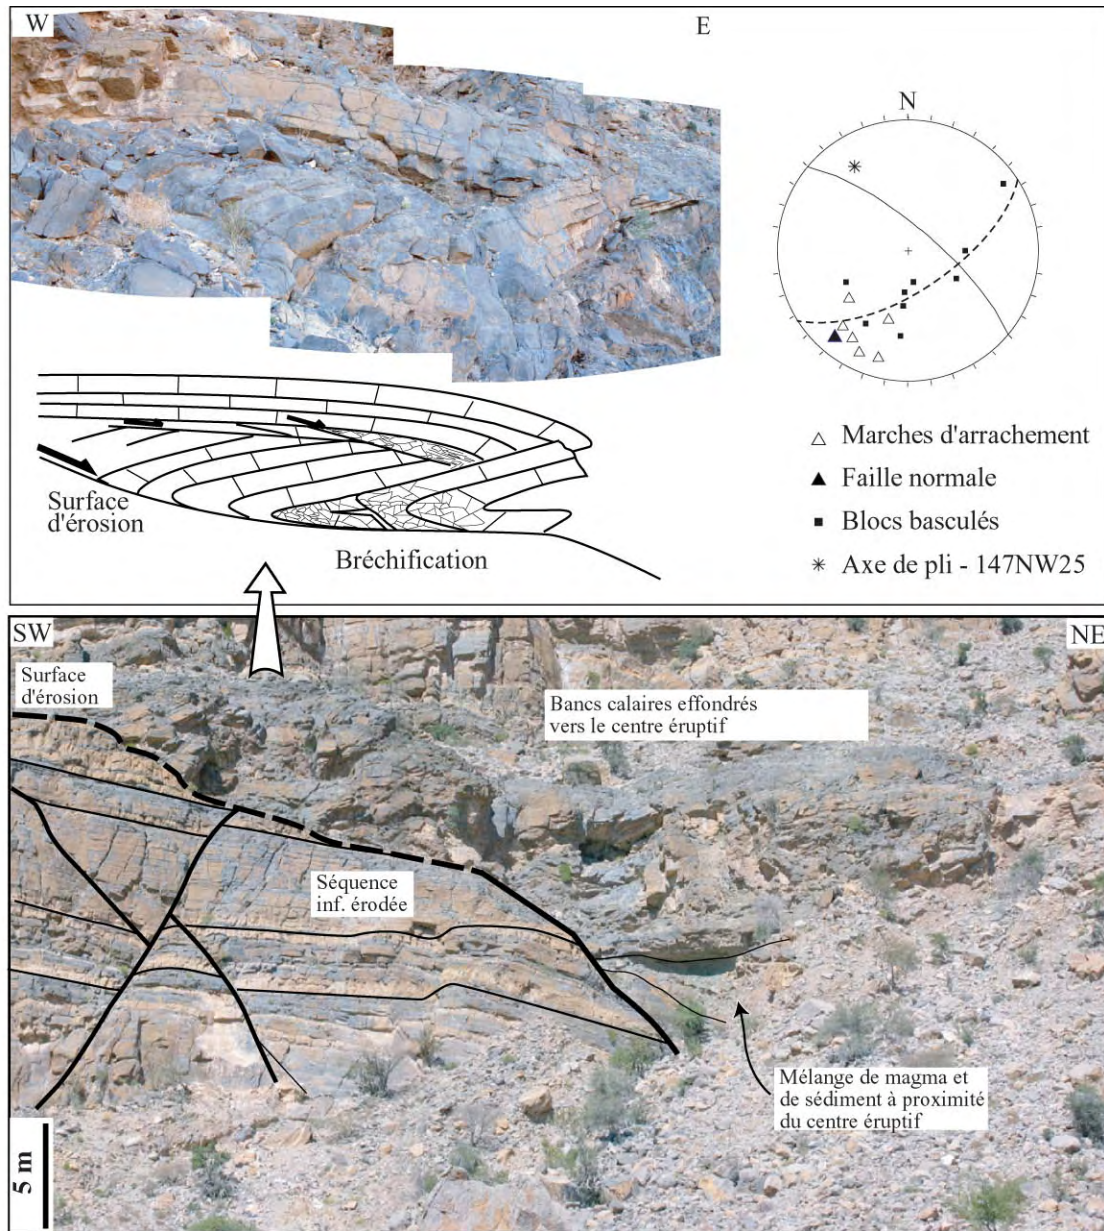 W
E
N
Marches d'arrachement
Faille normale
Blocs basculés
Axe de pli - 147NW25
Surface
d'érosion
Bréchification
SW
NE
Surface
d'érosion
Bancs calaires effondrés
vers le centre éruptif
Séquence
inf. érodée
Mélange de magma et
de sédiment à proximité
du centre éruptif
5 m